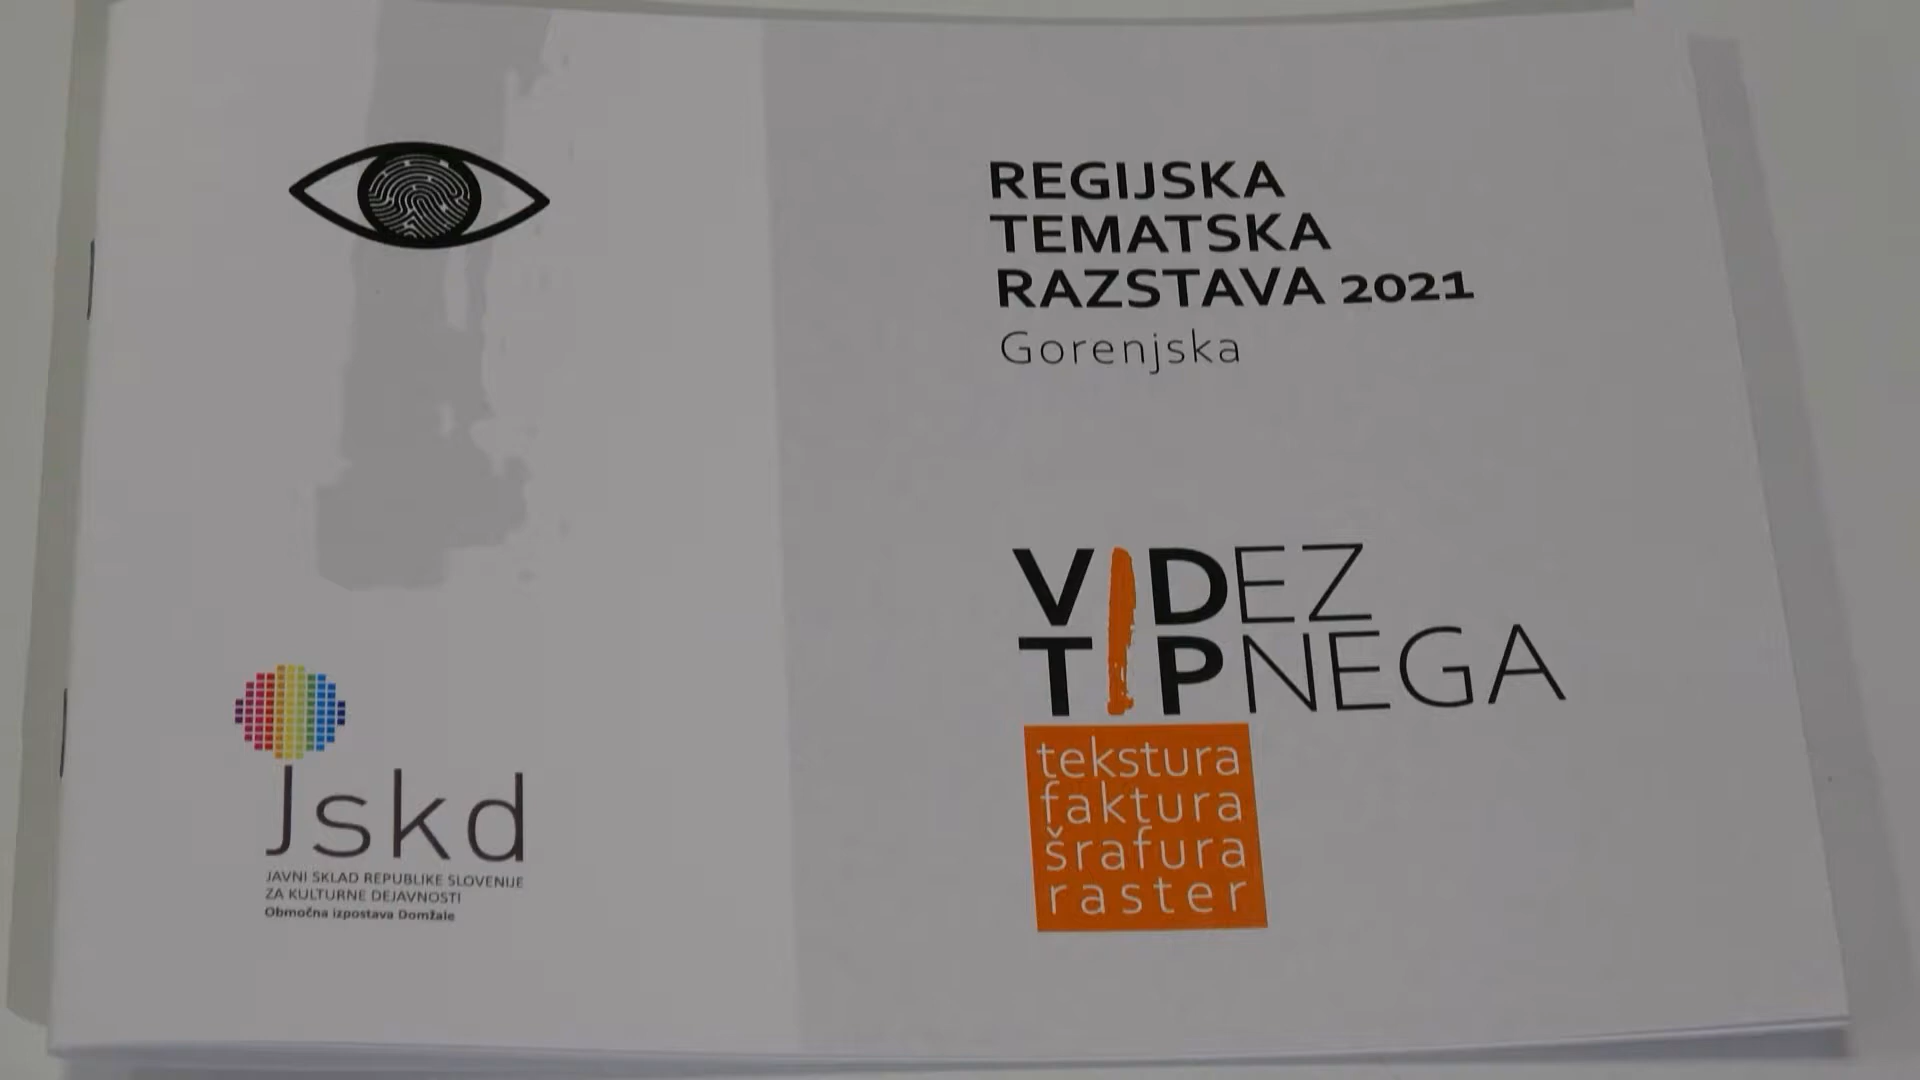 REGIJSKA
TEMATSKA
RAZSTAVA 2021
Gorenjska
VIDEZ
TIPNEGA
tekstura
faktura
šrafura
raster
Jskd
JAVNI SKLAD REPUBLIKE SLOVENIJE
ZA KULTURNE DEJAVNOSTI
Območna izpostava Domžale